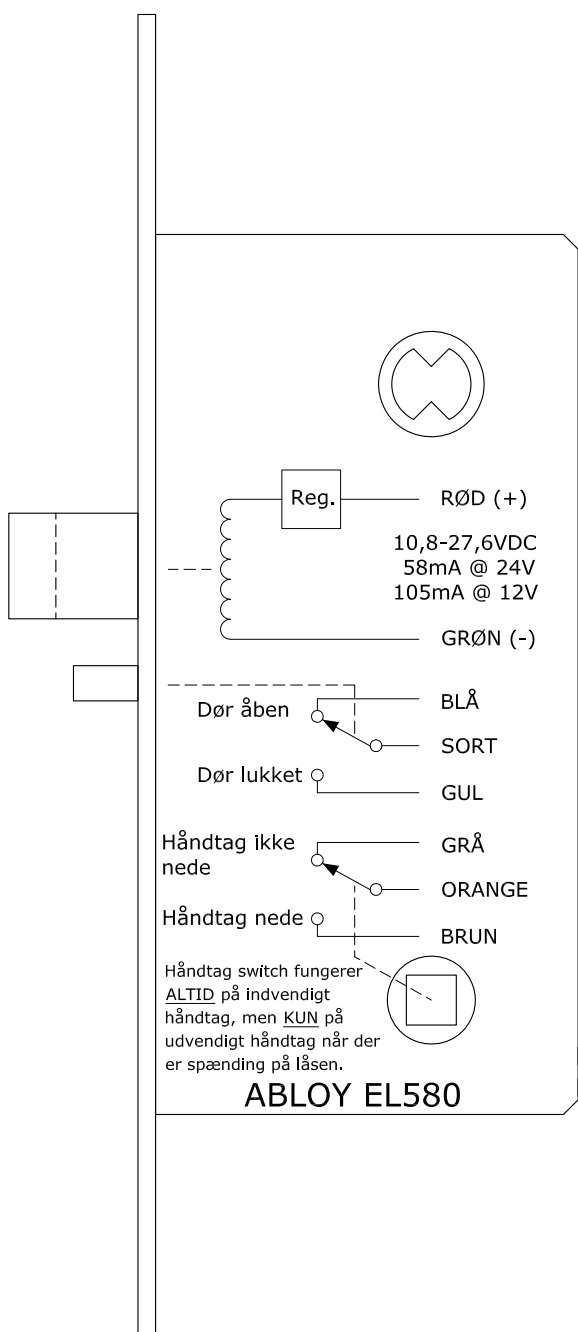 Reg.
RØD (+)
10,8-27,6VDC
58mA @ 24V
105mA @ 12V
GRØN (-)
BLÅ
Dør åben
SORT
Dør lukket
GUL
Håndtag ikke
nede
GRÅ
ORANGE
Håndtag nede
BRUN
Håndtag switch fungerer
ALTID på indvendigt
håndtag, men KUN på
udvendigt håndtag når der
er spænding på låsen.
ABLOY EL580